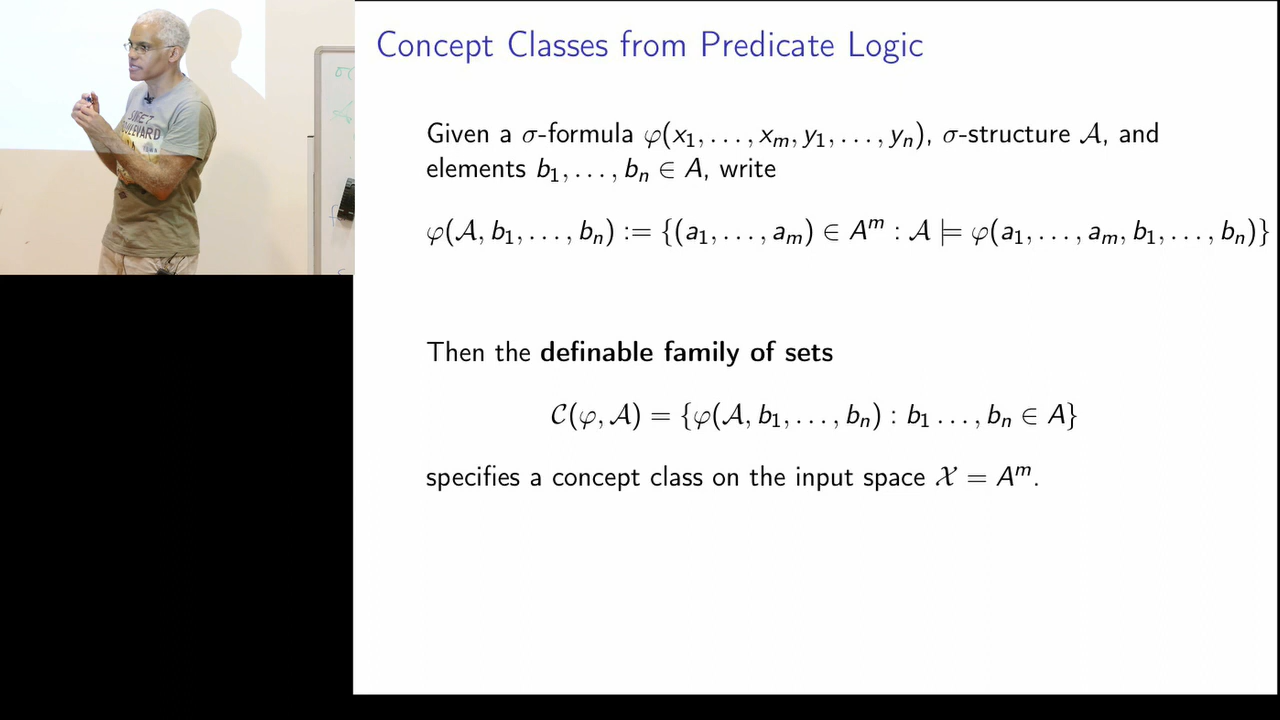 Concept Classes from Predicate Logic
Given a σ-formula φ(x₁, . . . , xₘ, y₁, . . . , yₙ), σ-structure 𝒜, and
elements b₁, . . . , bₙ ∈ A, write
φ(𝒜, b₁, . . . , bₙ) := {(a₁, . . . , aₘ) ∈ Aᵐ : 𝒜 ⊨ φ(a₁, . . . , aₘ, b₁, . . . , bₙ)}
Then the definable family of sets
𝒞(φ, 𝒜) = {φ(𝒜, b₁, . . . , bₙ) : b₁ . . . , bₙ ∈ A}
specifies a concept class on the input space 𝒳 = Aᵐ.